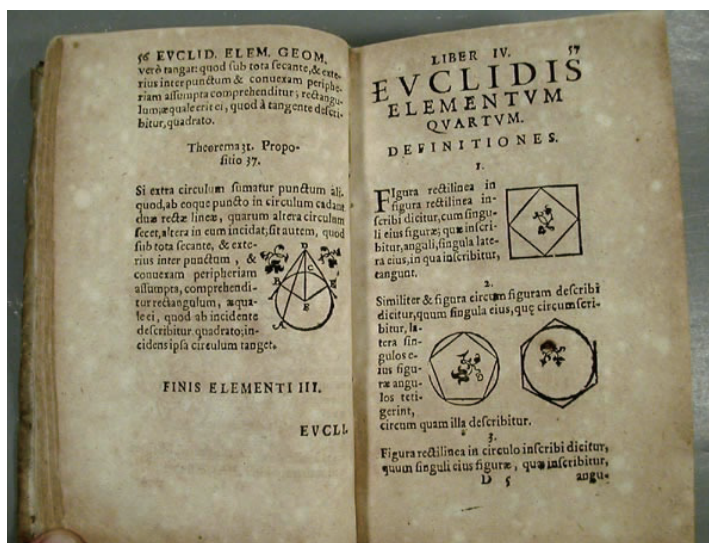 56 EVCLID. ELEM. GEOM.
verò tangat: quod sub tota secante, & exte-
rius inter punctum & conuexam periphe-
riam assumpta comprehenditur, rectangu-
lum, æquale erit ei, quod à tangente descri-
bitur, quadrato.
Theorema 31. Propo-
sitio 37.
Si extra circulum sumatur punctum ali-
quod, ab eoque puncto in circulum cadant
duæ rectæ lineæ, quarum altera circulum
secet, altera in eum incidat; sit autem, quod
sub tota secante, & exte-
rius inter punctum, &
conuexam peripheriam
assumpta, comprehendi-
tur rectangulum, æqua-
le ei, quod ab incidente
describitur quadrato; in-
cidens ipsa circulum tanget.
D
C
B
E
A
FINIS ELEMENTI III.
EVCLI.
LIBER IV. 57
EVCLIDIS
ELEMENTVM
QVARTVM.
DEFINITIONES.
1.
FIgura rectilinea in
figura rectilinea in-
scribi dicitur, cum singu-
li eius figuræ, quæ inscri-
bitur, anguli, singula late-
ra eius, in qua inscribitur,
tangunt.
2.
Similiter & figura circum figuram describi
dicitur, quum singula eius, quę circumscri-
bitur, la-
tera sin-
gulos e-
ius figu-
ræ angu-
los teti-
gerint,
circum quam illa describitur.
3.
Figura rectilinea in circulo inscribi dicitur,
quum singuli eius figuræ, quæ inscribitur,
D 5 angu-